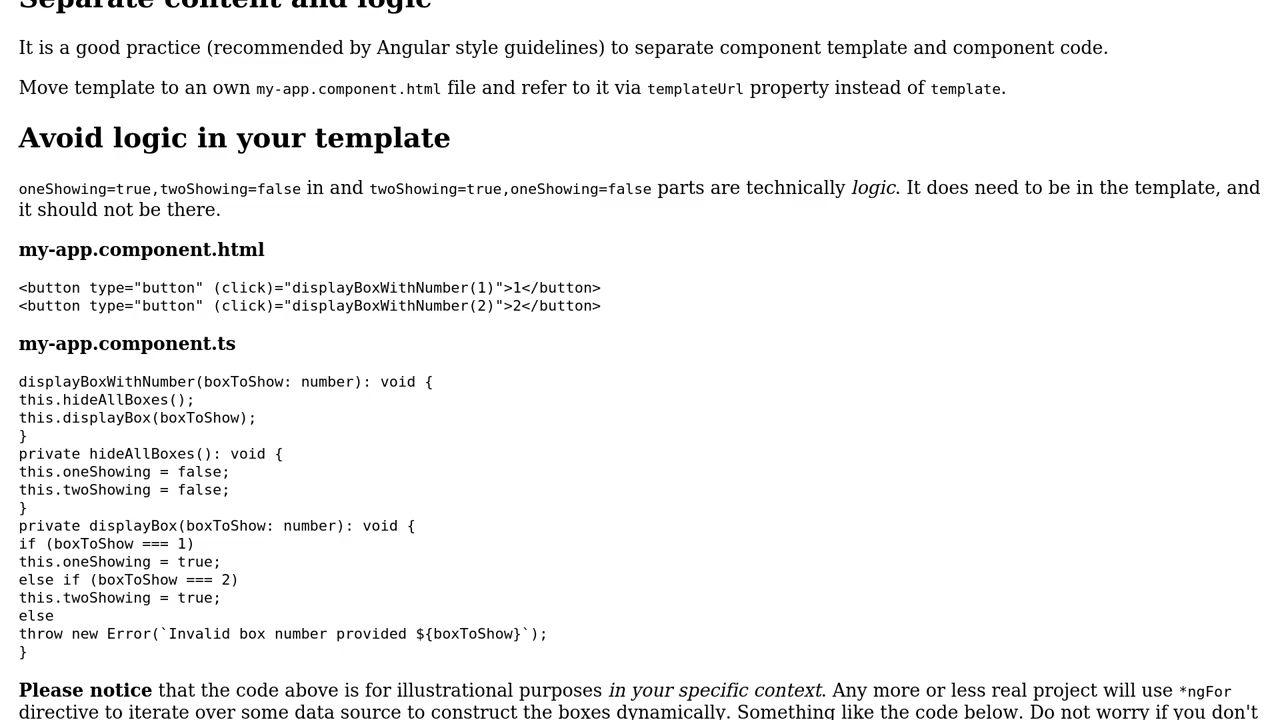 Separate content and logic
It is a good practice (recommended by Angular style guidelines) to separate component template and component code.
Move template to an own my-app.component.html file and refer to it via templateUrl property instead of template.
Avoid logic in your template
oneShowing=true,twoShowing=false in and twoShowing=true,oneShowing=false parts are technically logic. It does need to be in the template, and
it should not be there.
my-app.component.html
<button type="button" (click)="displayBoxWithNumber(1)">1</button>
<button type="button" (click)="displayBoxWithNumber(2)">2</button>
my-app.component.ts
displayBoxWithNumber(boxToShow: number): void {
this.hideAllBoxes();
this.displayBox(boxToShow);
}
private hideAllBoxes(): void {
this.oneShowing = false;
this.twoShowing = false;
}
private displayBox(boxToShow: number): void {
if (boxToShow === 1)
this.oneShowing = true;
else if (boxToShow === 2)
this.twoShowing = true;
else
throw new Error(`Invalid box number provided ${boxToShow}`);
}
Please notice that the code above is for illustrational purposes in your specific context. Any more or less real project will use *ngFor
directive to iterate over some data source to construct the boxes dynamically. Something like the code below. Do not worry if you don't